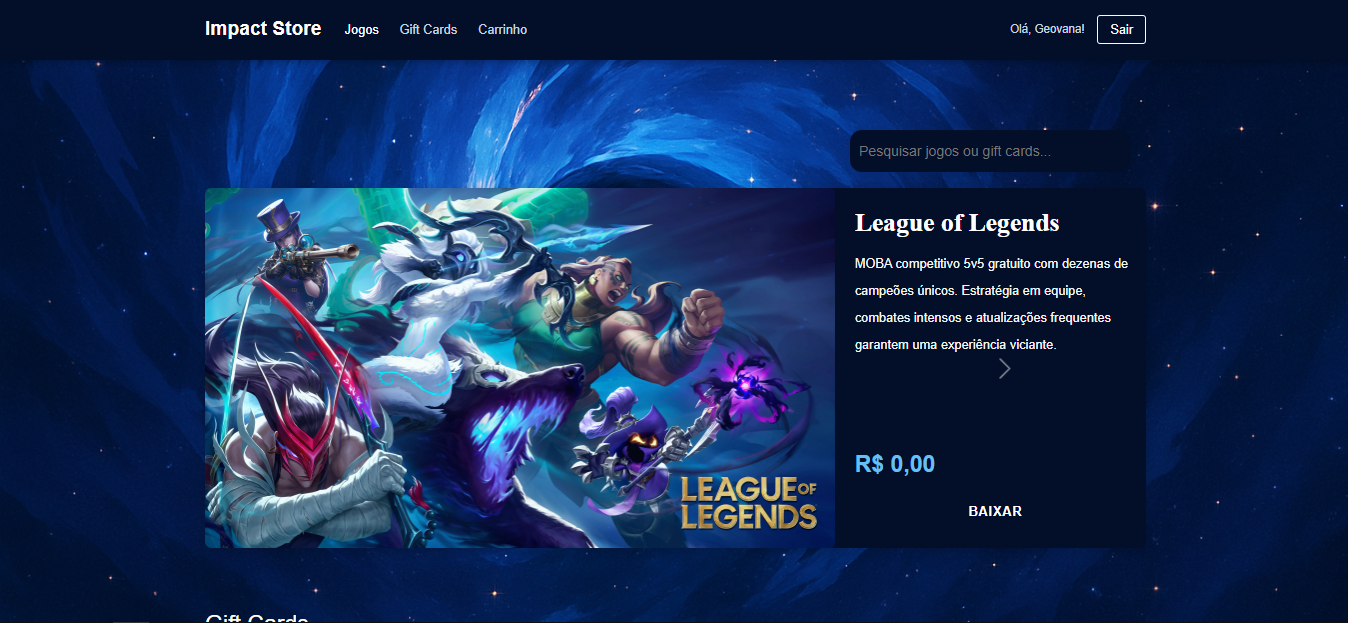 Impact Store Jogos Gift Cards Carrinho Olá, Geovana! Sair
Pesquisar jogos ou gift cards...
League of Legends
MOBA competitivo 5v5 gratuito com dezenas de
campeões únicos. Estratégia em equipe,
combates intensos e atualizações frequentes
garantem uma experiência viciante.
R$ 0,00
BAIXAR
LEAGUE OF
LEGENDS
Gift Cards